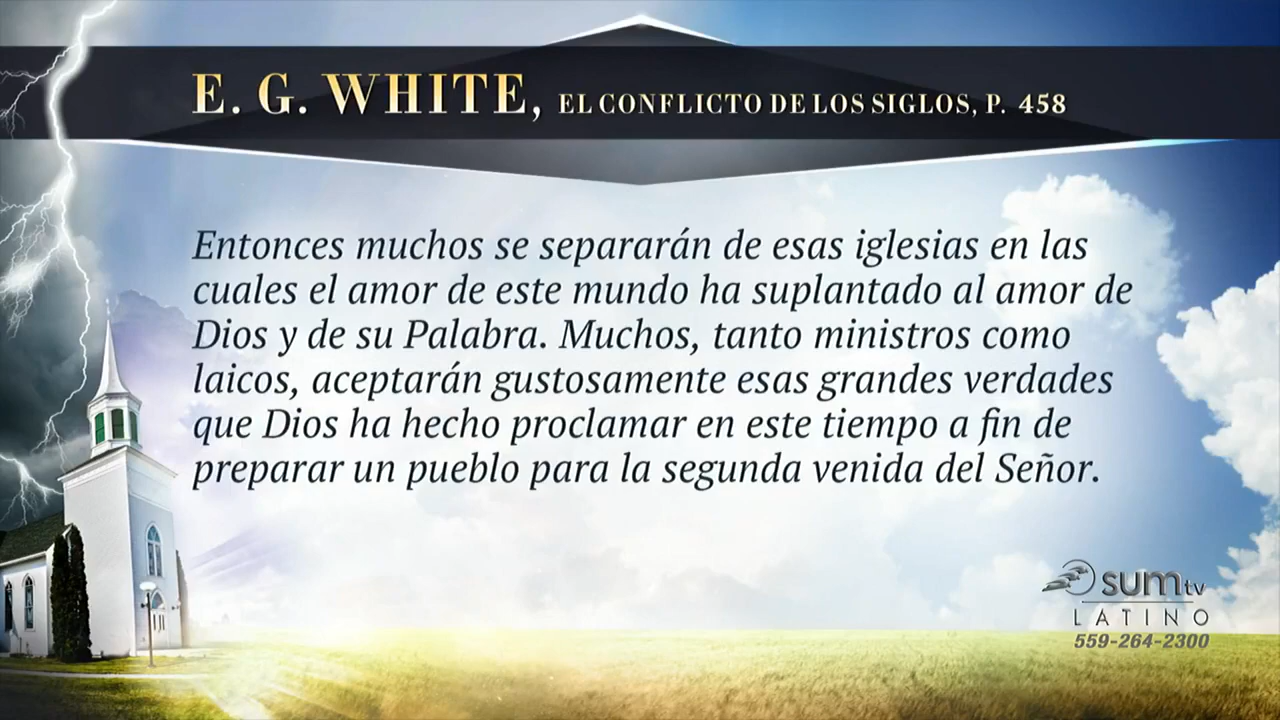 E. G. WHITE, EL CONFLICTO DE LOS SIGLOS, P. 458
Entonces muchos se separarán de esas iglesias en las
cuales el amor de este mundo ha suplantado al amor de
Dios y de su Palabra. Muchos, tanto ministros como
laicos, aceptarán gustosamente esas grandes verdades
que Dios ha hecho proclamar en este tiempo a fin de
preparar un pueblo para la segunda venida del Señor.
sumtv
LATINO
559-264-2300